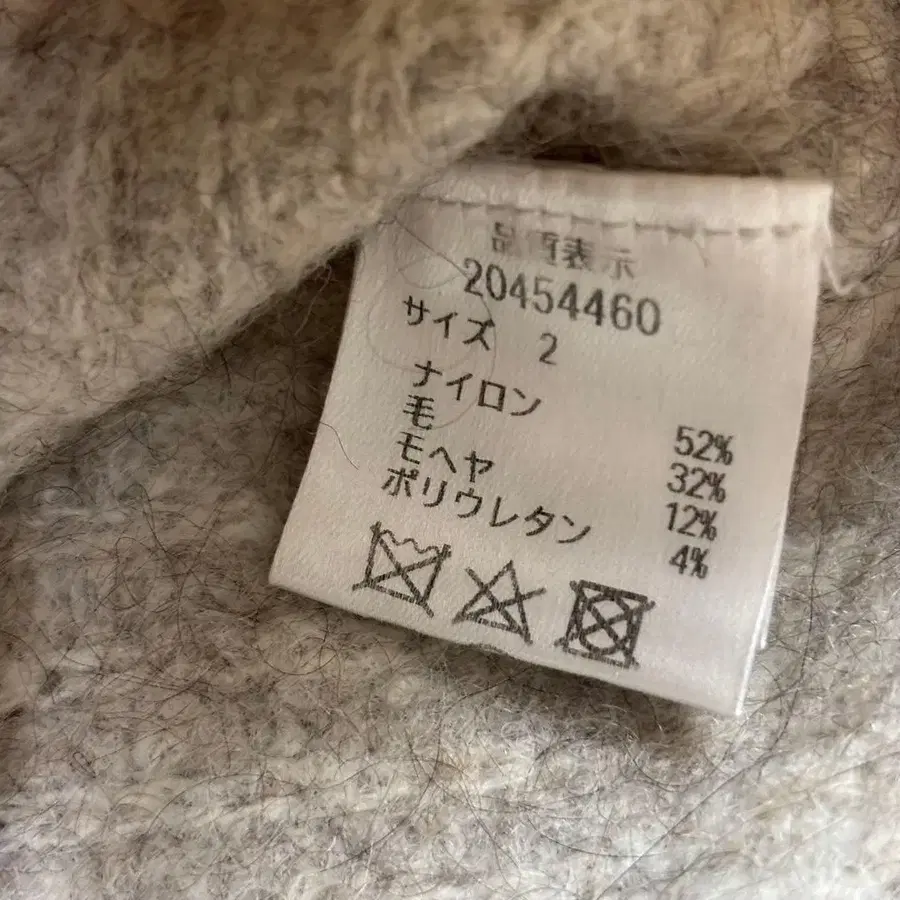 品質表示
20454460
サイズ 2
ナイロン 52%
毛 32%
モヘヤ 12%
ポリウレタン 4%